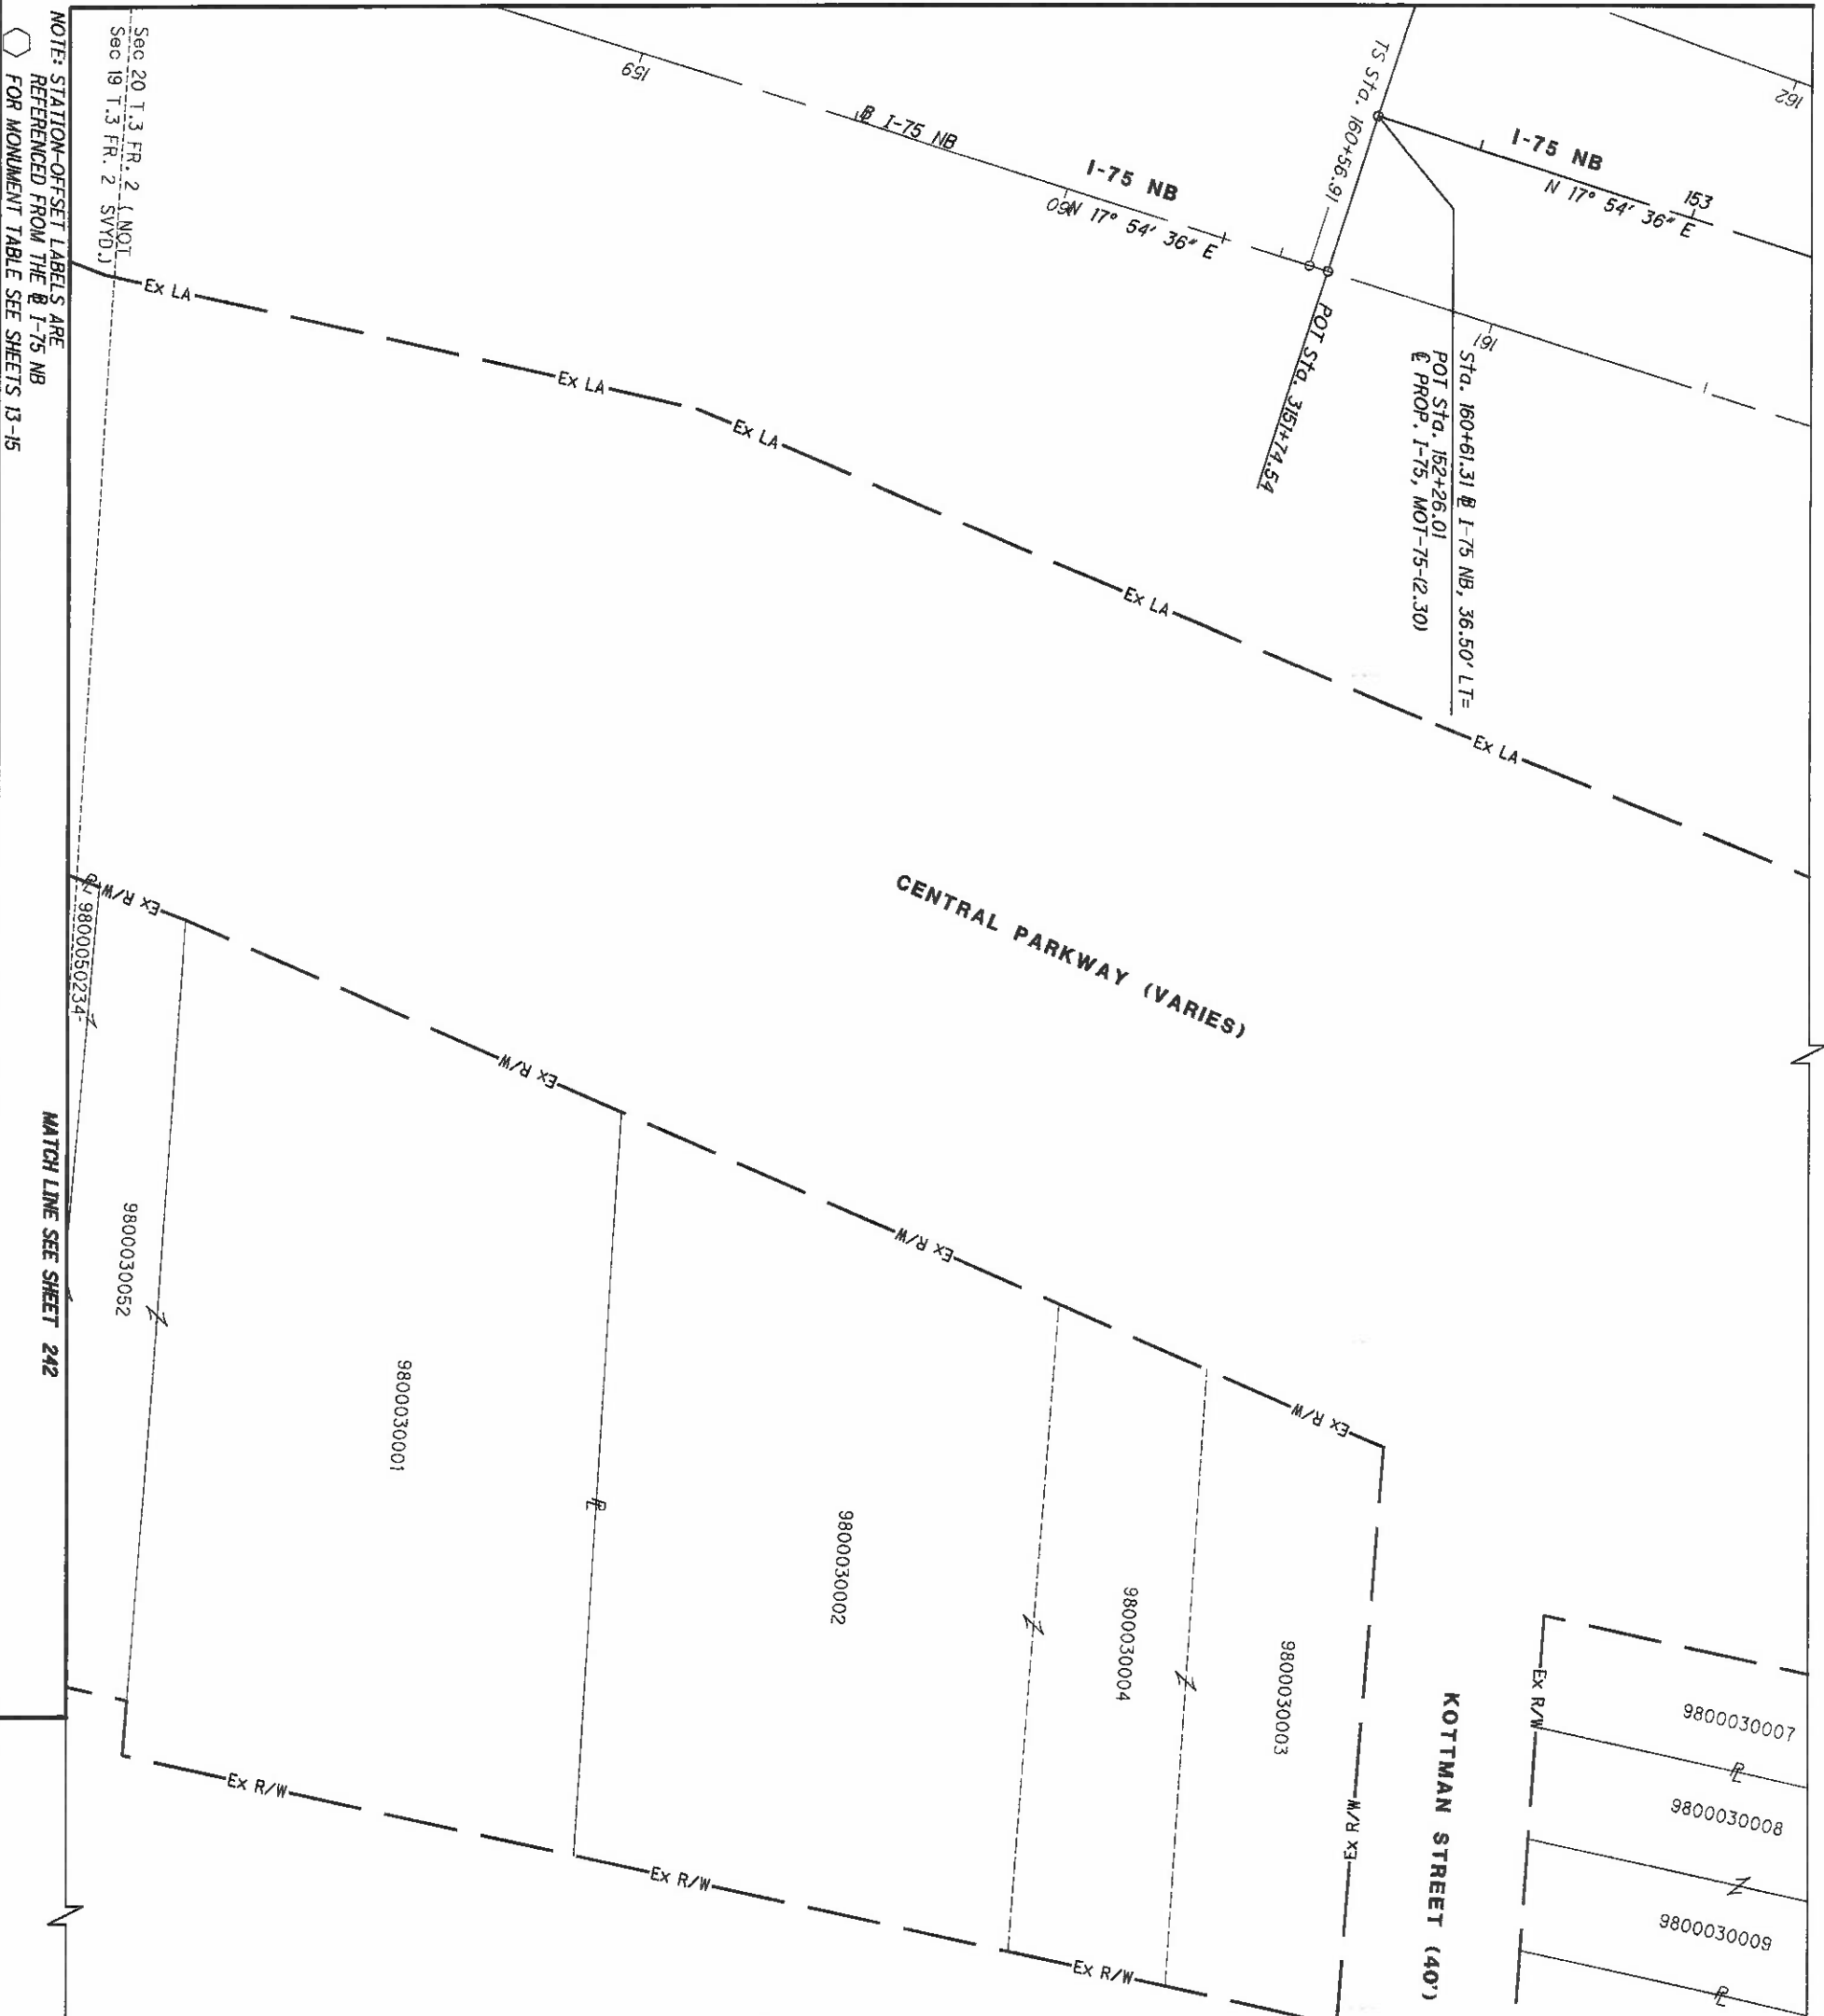 162
I-75 NB
N 17° 54' 36" E
153
TS Sta. 160+56.91
159
B I-75 NB
I-75 NB
N 17° 54' 36" E
161
POT Sta. 3151+74.54
Sta. 160+61.31 B I-75 NB, 36.50' LT=
POT Sta. 152+26.01
₵ PROP. I-75, MOT-75-(2.30)
Sec 20 T.3 FR. 2 (NOT
Sec 19 T.3 FR. 2 SVYD.)
Ex LA
Ex LA
Ex LA
Ex LA
Ex LA
CENTRAL PARKWAY (VARIES)
Ex R/W
Ex R/W
Ex R/W
Ex R/W
PL
9800050234
Z
9800030052
Z
9800030001
PL
9800030002
Z
9800030004
Z
9800030003
Ex R/W
KOTTMAN STREET (40')
Ex R/W
9800030007
PL
9800030008
Z
9800030009
PL
Ex R/W
Ex R/W
Ex R/W
NOTE: STATION-OFFSET LABELS ARE
REFERENCED FROM THE B I-75 NB
FOR MONUMENT TABLE SEE SHEETS 13-15
MATCH LINE SEE SHEET 242